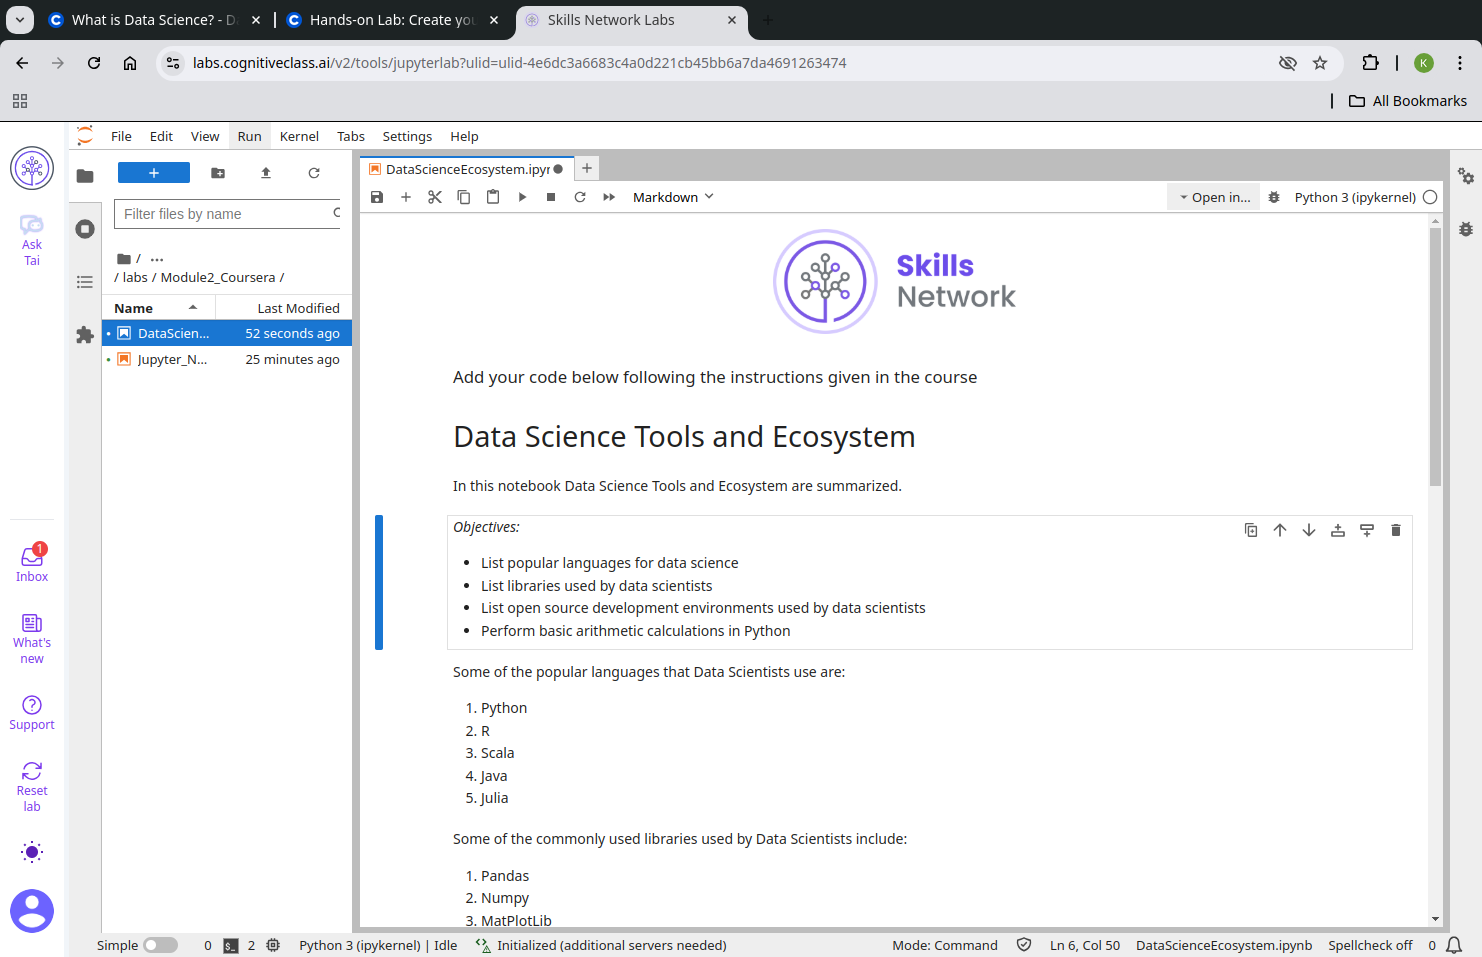 What is Data Science? - D
Hands-on Lab: Create you
Skills Network Labs
labs.cognitiveclass.ai/v2/tools/jupyterlab?ulid=ulid-4e6dc3a6683c4a0d221cb45bb6a7da4691263474
K
All Bookmarks
File Edit View Run Kernel Tabs Settings Help
Ask
Tai
Inbox
1
What's
new
Support
Reset
lab
Filter files by name
/ ...
/ labs / Module2_Coursera /
Name Last Modified
DataScien... 52 seconds ago
Jupyter_N... 25 minutes ago
DataScienceEcosystem.ipyr
Markdown
Open in...
Python 3 (ipykernel)
Skills
Network
Add your code below following the instructions given in the course
Data Science Tools and Ecosystem
In this notebook Data Science Tools and Ecosystem are summarized.
Objectives:
• List popular languages for data science
• List libraries used by data scientists
• List open source development environments used by data scientists
• Perform basic arithmetic calculations in Python
Some of the popular languages that Data Scientists use are:
1. Python
2. R
3. Scala
4. Java
5. Julia
Some of the commonly used libraries used by Data Scientists include:
1. Pandas
2. Numpy
3. MatPlotLib
Simple 0 2 Python 3 (ipykernel) | Idle Initialized (additional servers needed) Mode: Command Ln 6, Col 50 DataScienceEcosystem.ipynb Spellcheck off 0